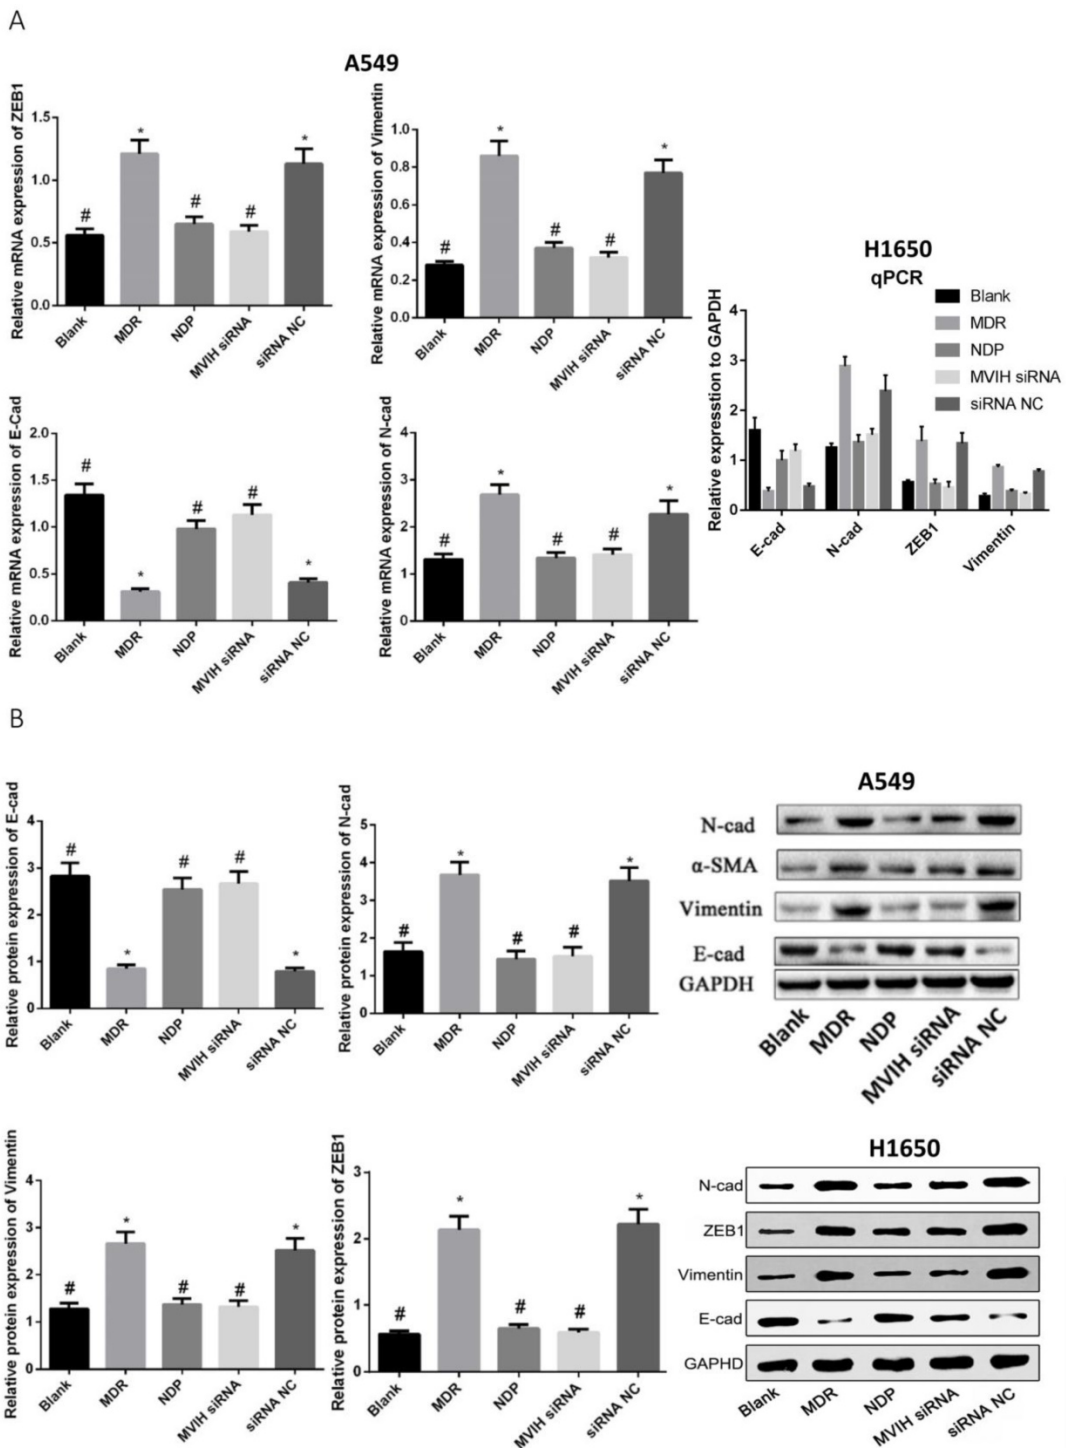 A
A549
Relative mRNA expression of ZEB1
1.5
1.0
0.5
0.0
#
*
#
#
*
Blank
MDR
NDP
MVIH siRNA
siRNA NC
Relative mRNA expression of Vimentin
1.0
0.8
0.6
0.4
0.2
0.0
#
*
#
#
*
Blank
MDR
NDP
MVIH siRNA
siRNA NC
H1650
qPCR
Blank
MDR
NDP
MVIH siRNA
siRNA NC
Relative expresstion to GAPDH
4
3
2
1
0
E-cad
N-cad
ZEB1
Vimentin
Relative mRNA expression of E-Cad
2.0
1.5
1.0
0.5
0.0
#
*
#
#
*
Blank
MDR
NDP
MVIH siRNA
siRNA NC
Relative mRNA expression of N-cad
4
3
2
1
0
#
*
#
#
*
Blank
MDR
NDP
MVIH siRNA
siRNA NC
B
Relative protein expression of E-cad
4
3
2
1
0
#
*
#
#
*
Blank
MDR
NDP
MVIH siRNA
siRNA NC
Relative protein expression of N-cad
5
4
3
2
1
0
#
*
#
#
*
Blank
MDR
NDP
MVIH siRNA
siRNA NC
A549
N-cad
α-SMA
Vimentin
E-cad
GAPDH
Blank
MDR
NDP
MVIH siRNA
siRNA NC
Relative protein expression of Vimentin
4
3
2
1
0
#
*
#
#
*
Blank
MDR
NDP
MVIH siRNA
siRNA NC
Relative protein expression of ZEB1
3
2
1
0
#
*
#
#
*
Blank
MDR
NDP
MVIH siRNA
siRNA NC
H1650
N-cad
ZEB1
Vimentin
E-cad
GAPHD
Blank
MDR
NDP
MVIH siRNA
siRNA NC